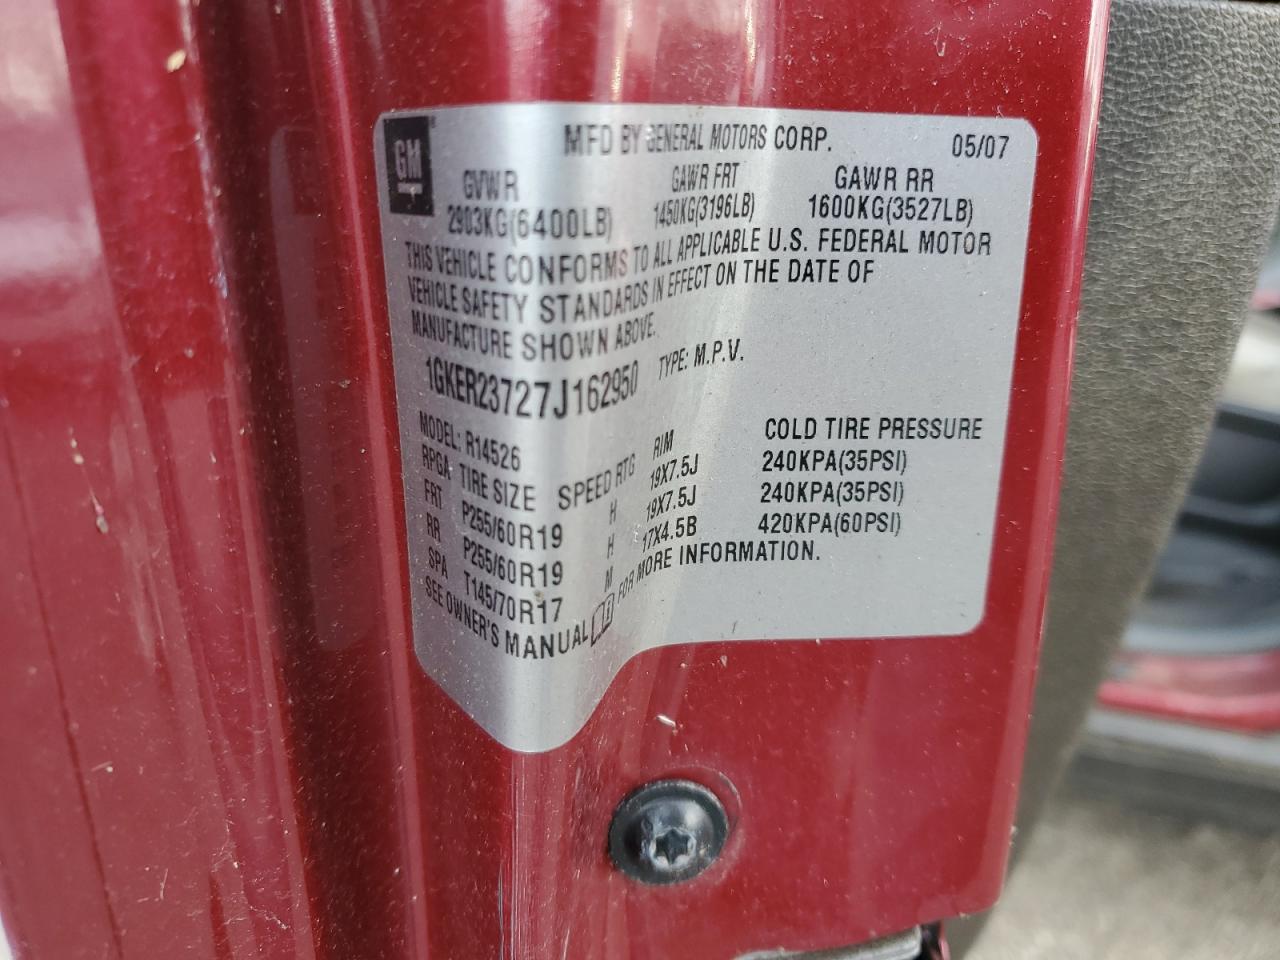 GM
MFD BY GENERAL MOTORS CORP. 05/07
GVWR GAWR FRT GAWR RR
2903KG(6400LB) 1450KG(3196LB) 1600KG(3527LB)
THIS VEHICLE CONFORMS TO ALL APPLICABLE U.S. FEDERAL MOTOR
VEHICLE SAFETY STANDARDS IN EFFECT ON THE DATE OF
MANUFACTURE SHOWN ABOVE.
1GKER23727J162950 TYPE: M.P.V.
MODEL: R14526
RPGA TIRE SIZE SPEED RTG RIM COLD TIRE PRESSURE
FRT P255/60R19 H 19X7.5J 240KPA(35PSI)
RR P255/60R19 H 19X7.5J 240KPA(35PSI)
SPA T145/70R17 M 17X4.5B 420KPA(60PSI)
SEE OWNER'S MANUAL FOR MORE INFORMATION.